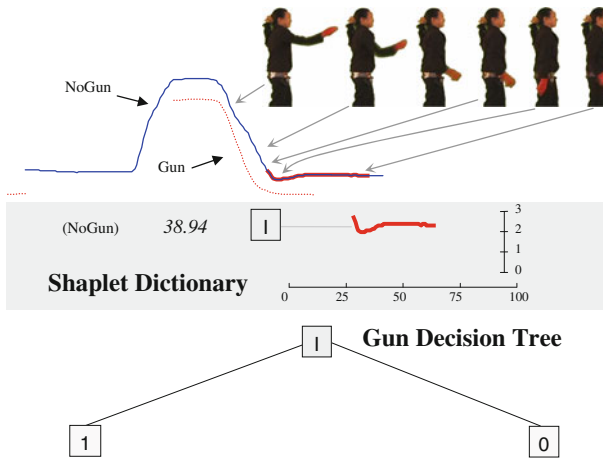 NoGun
Gun
(NoGun) 38.94 I
3
2
1
0
Shaplet Dictionary
0 25 50 75 100
Gun Decision Tree
I
1 0